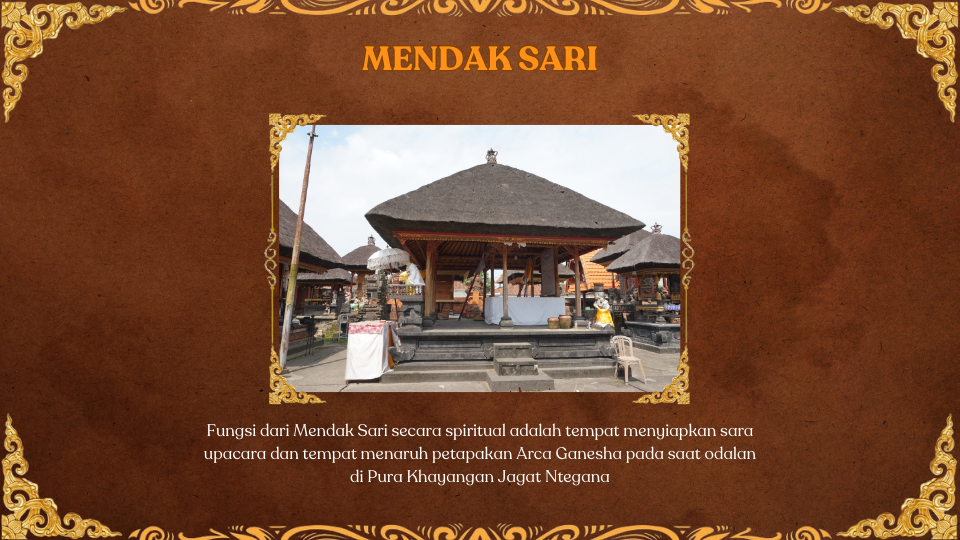 MENDAK SARI
Fungsi dari Mendak Sari secara spiritual adalah tempat menyiapkan sara
upacara dan tempat menaruh petapakan Arca Ganesha pada saat odalan
di Pura Khayangan Jagat Ntegana